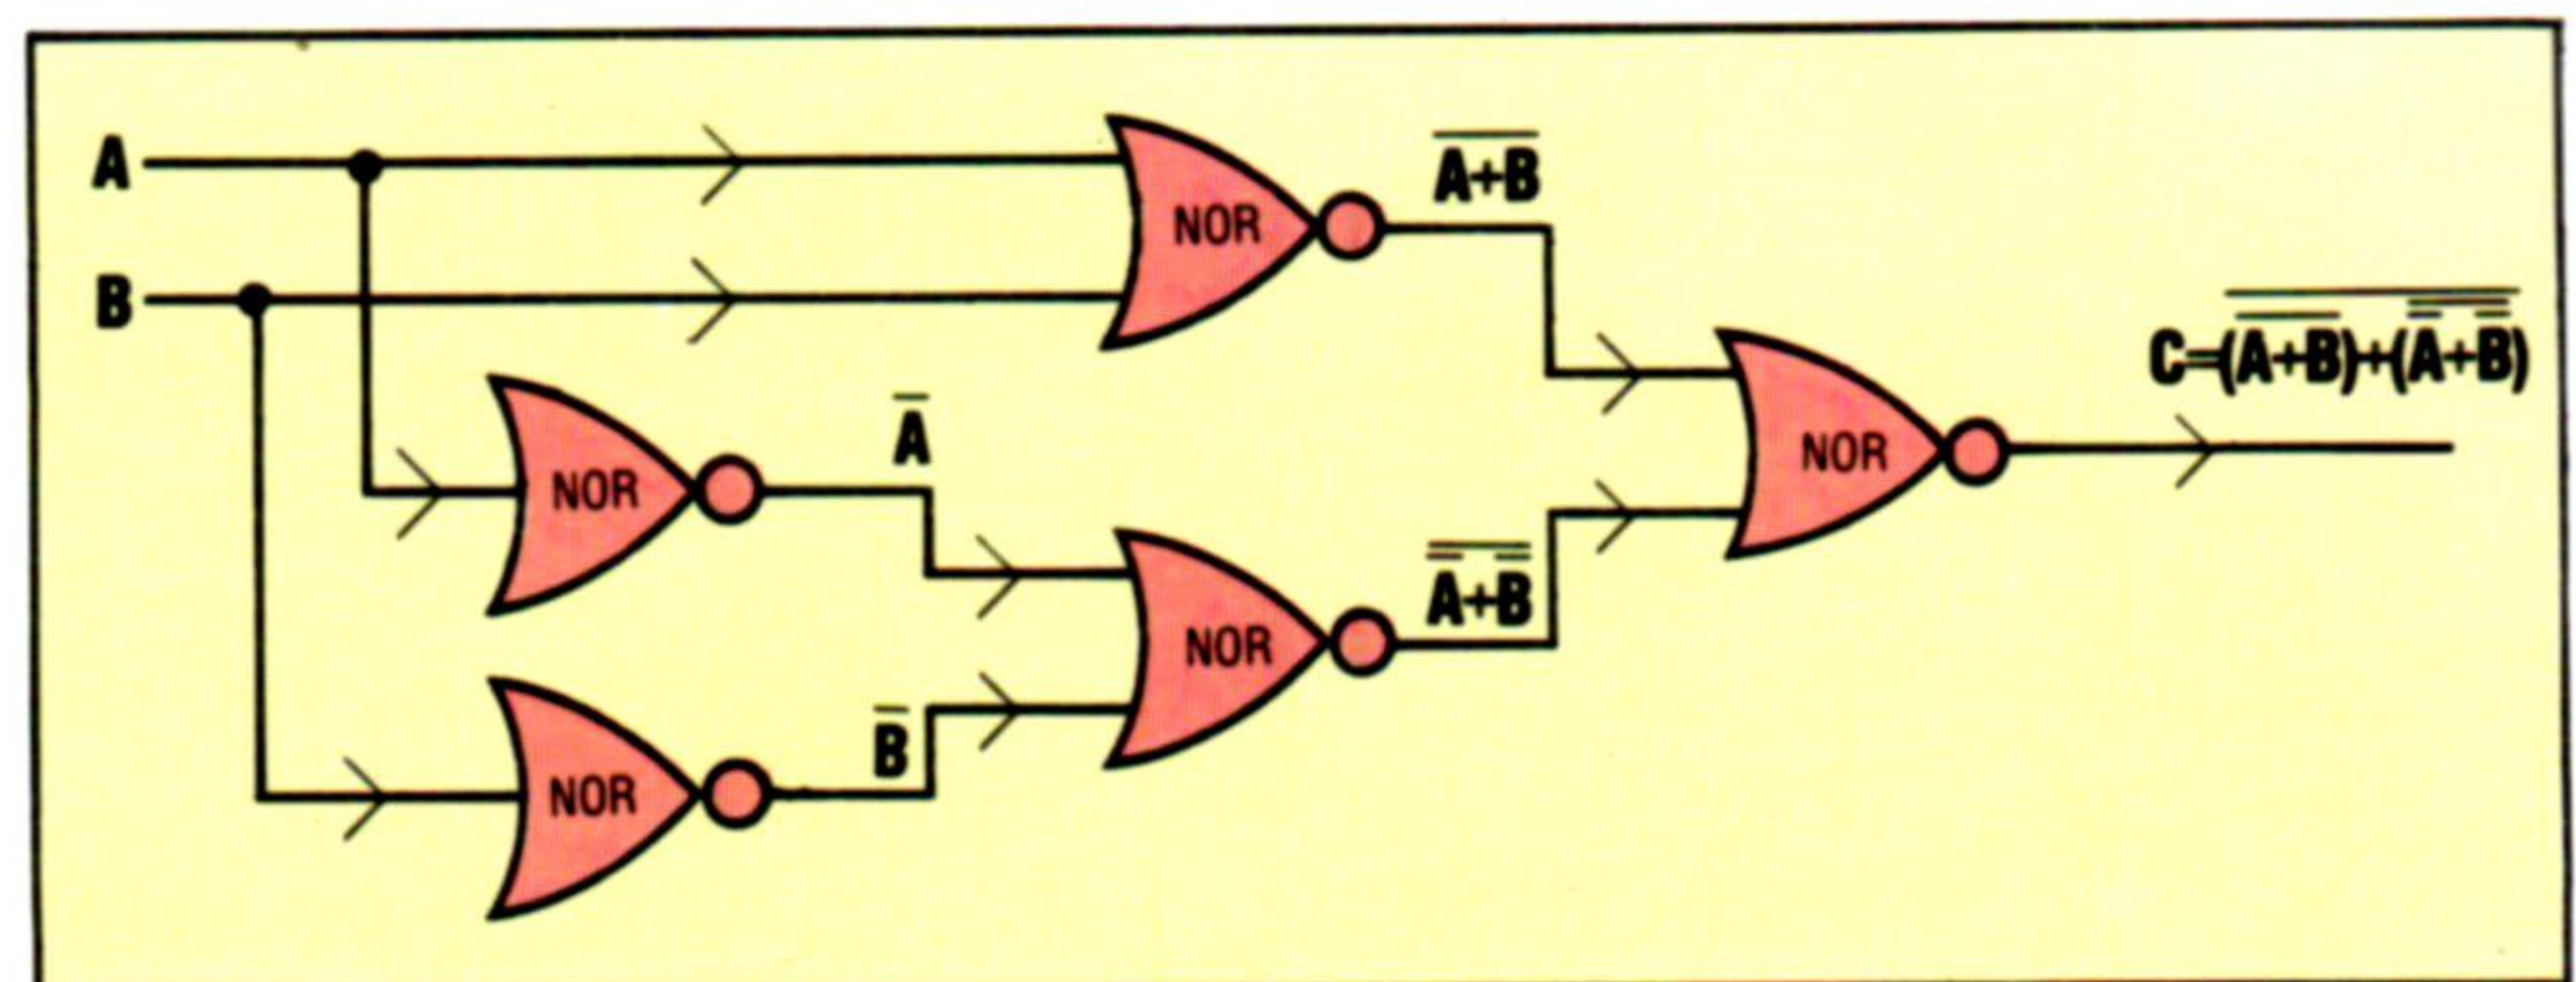 A
B
NOR
A̅+̅B̅
NOR
A̅
NOR
B̅
NOR
A̿+̅B̿
NOR
C=(A̿+̿B̿)̅+̅(̅A̿̅+̿B̿̅)